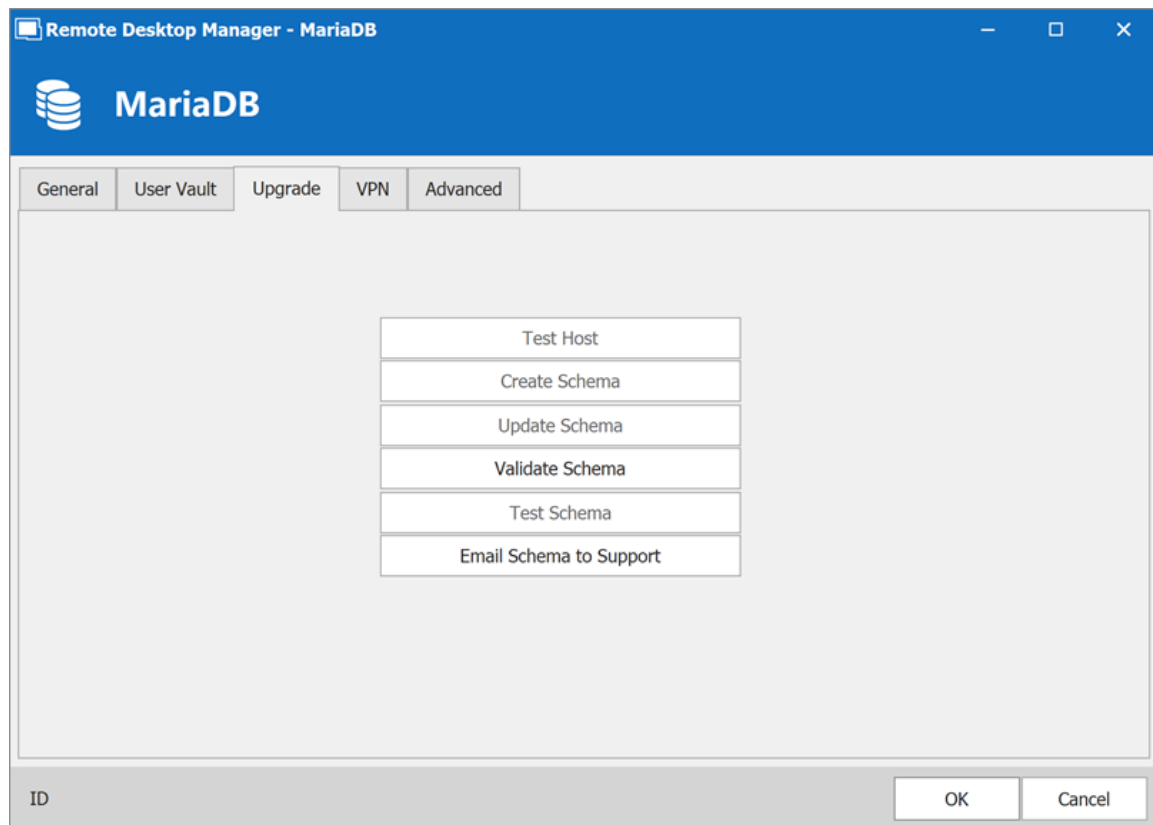 Remote Desktop Manager - MariaDB
MariaDB
General User Vault Upgrade VPN Advanced
Test Host
Create Schema
Update Schema
Validate Schema
Test Schema
Email Schema to Support
ID OK Cancel